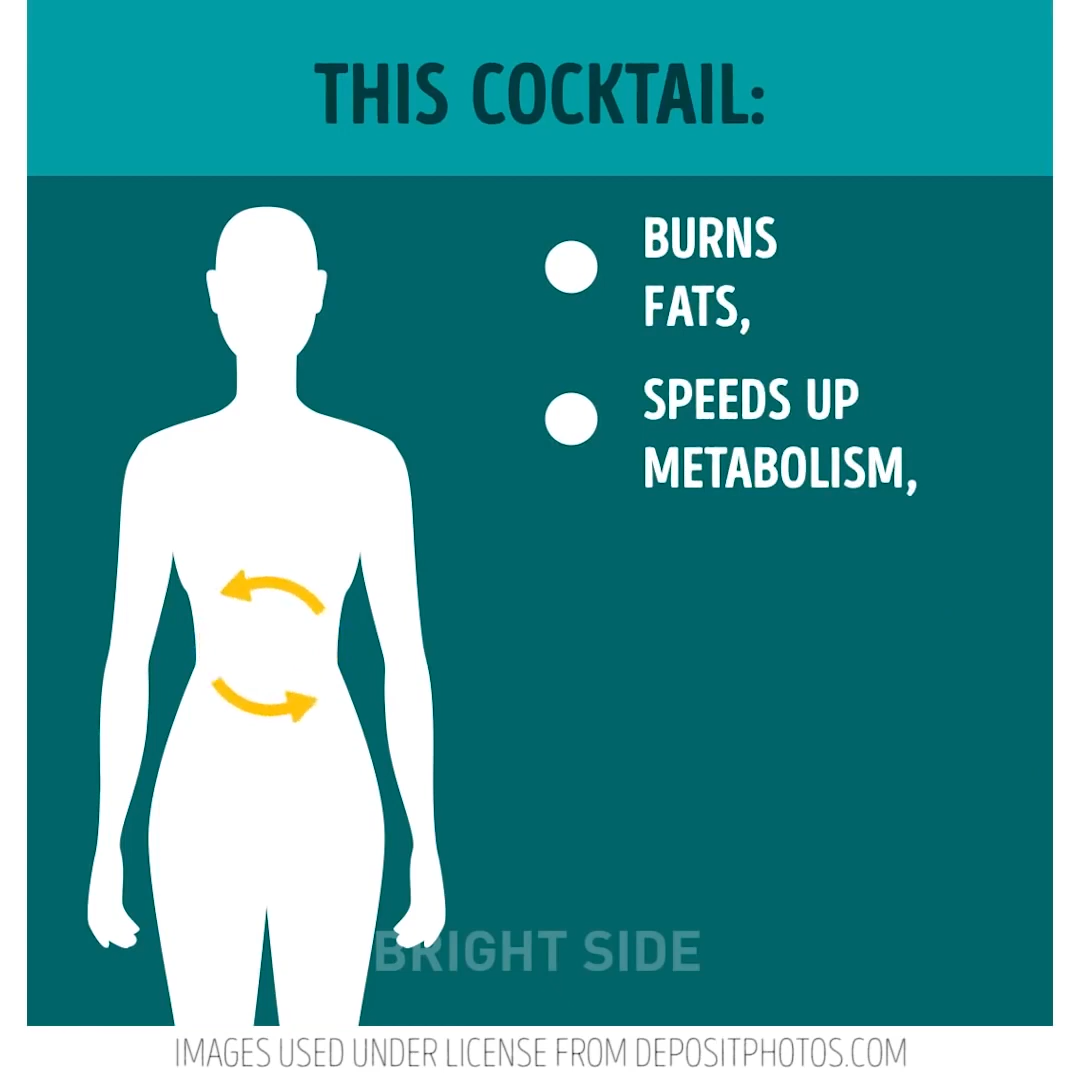 THIS COCKTAIL:
BURNS
FATS,
SPEEDS UP
METABOLISM,
BRIGHT SIDE
IMAGES USED UNDER LICENSE FROM DEPOSITPHOTOS.COM